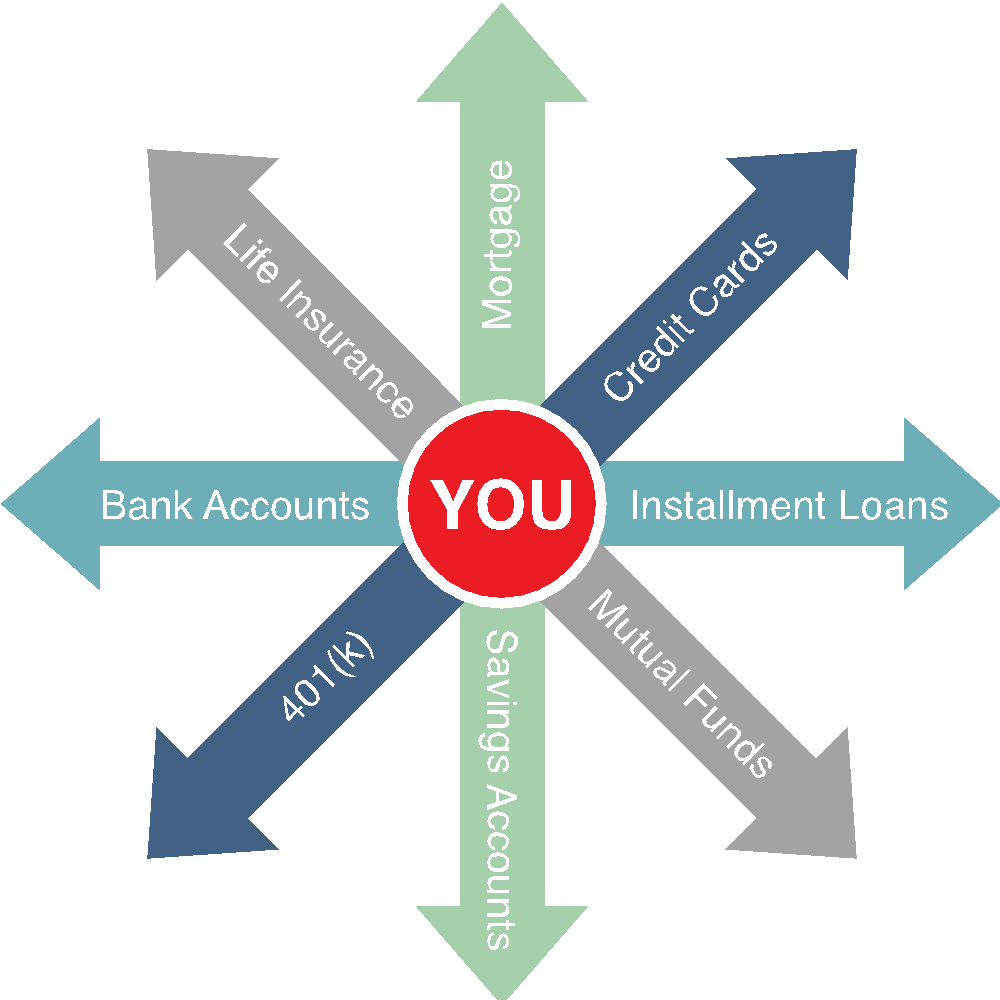 Mortgage
Life Insurance
Credit Cards
Bank Accounts
YOU
Installment Loans
401(k)
Savings Accounts
Mutual Funds